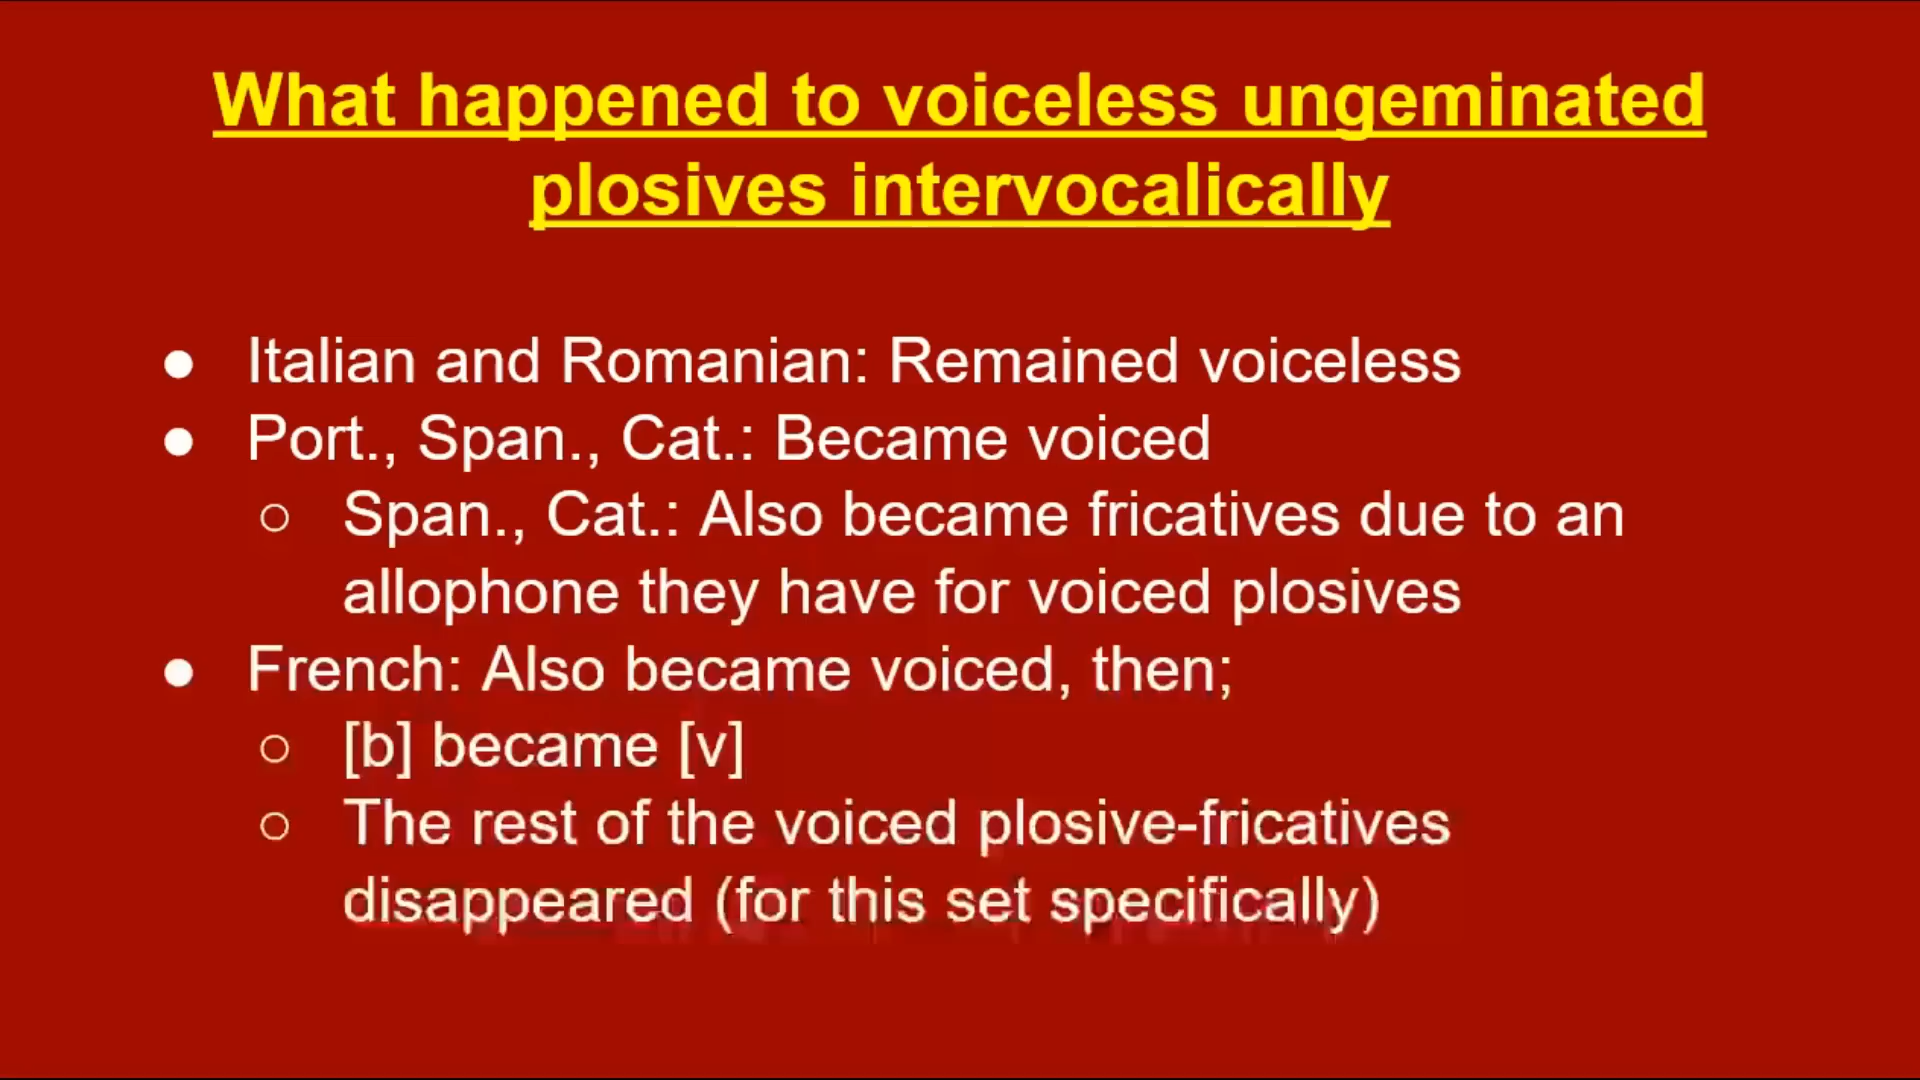 What happened to voiceless ungeminated
plosives intervocalically
● Italian and Romanian: Remained voiceless
● Port., Span., Cat.: Became voiced
○ Span., Cat.: Also became fricatives due to an
allophone they have for voiced plosives
● French: Also became voiced, then;
○ [b] became [v]
○ The rest of the voiced plosive-fricatives
disappeared (for this set specifically)